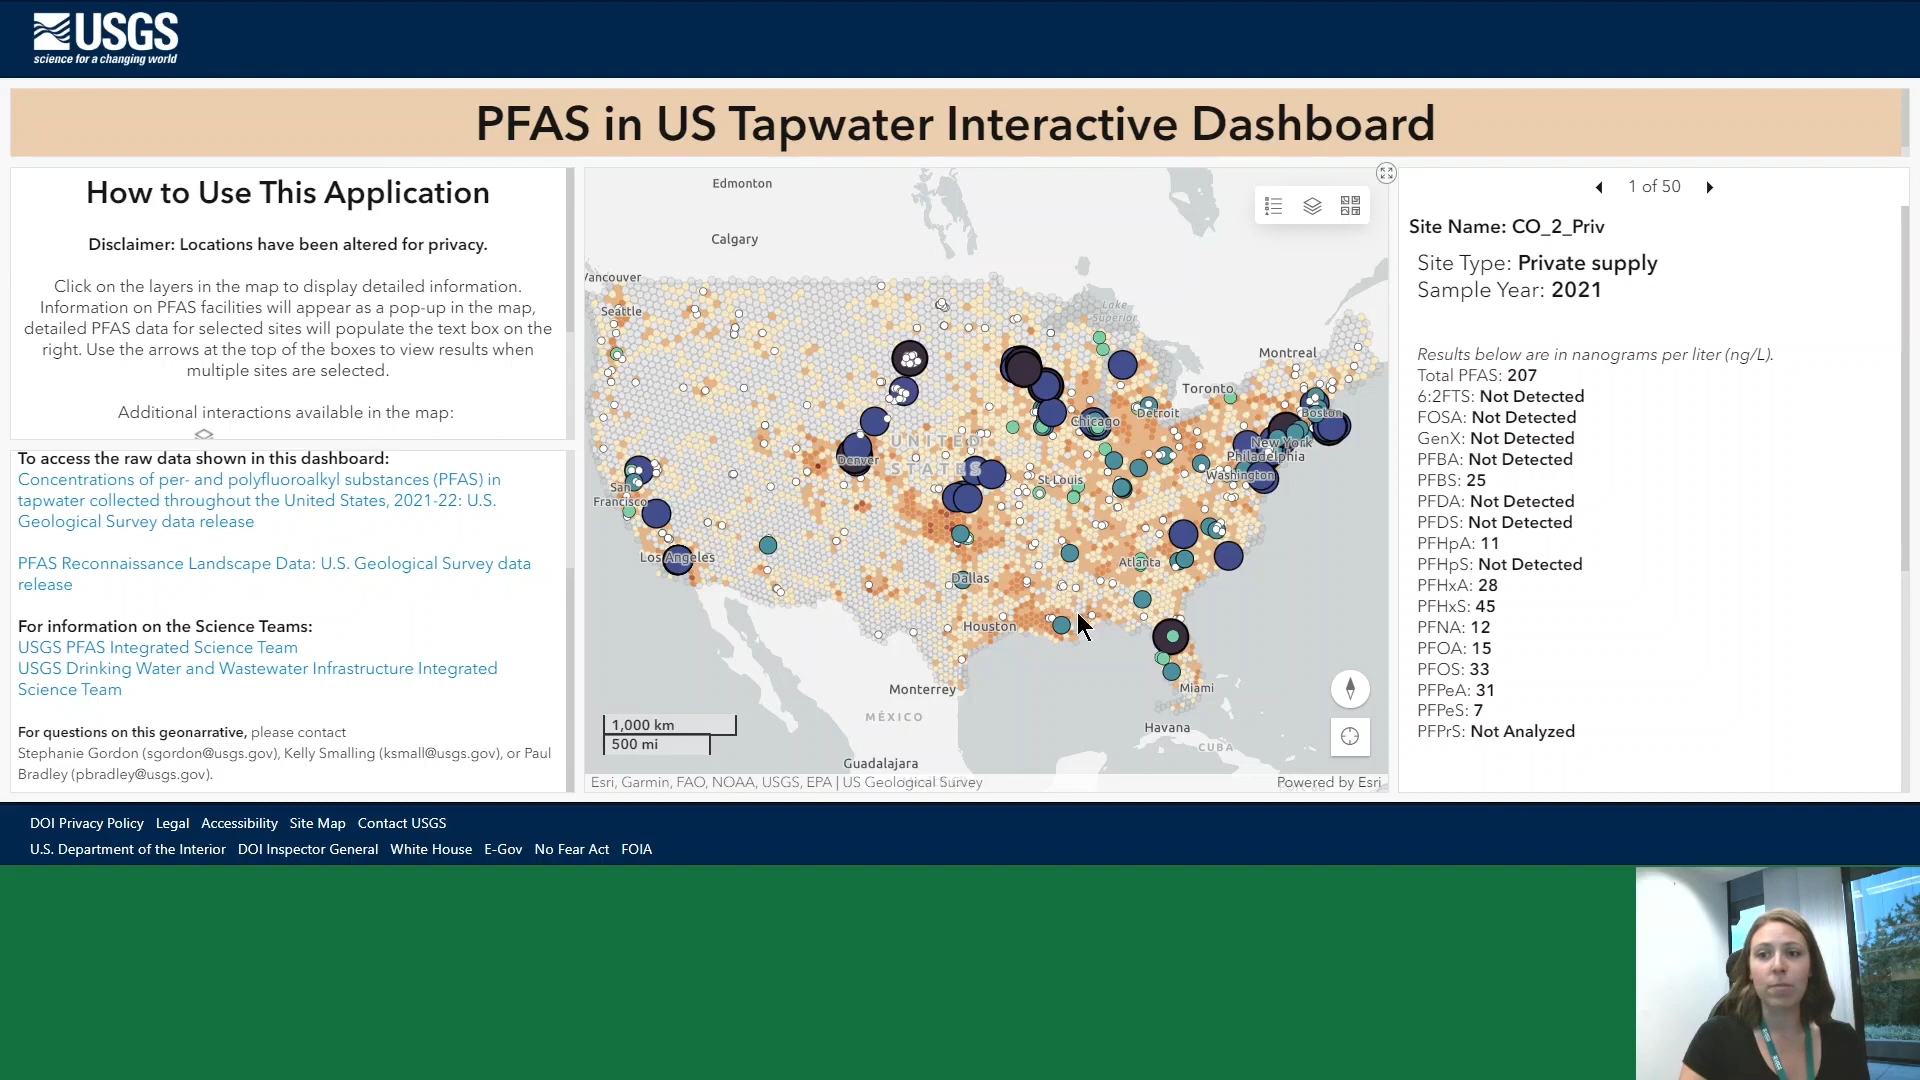 USGS
science for a changing world
PFAS in US Tapwater Interactive Dashboard
How to Use This Application
Disclaimer: Locations have been altered for privacy.
Click on the layers in the map to display detailed information.
Information on PFAS facilities will appear as a pop-up in the map,
detailed PFAS data for selected sites will populate the text box on the
right. Use the arrows at the top of the boxes to view results when
multiple sites are selected.
Additional interactions available in the map:
To access the raw data shown in this dashboard:
Concentrations of per- and polyfluoroalkyl substances (PFAS) in
tapwater collected throughout the United States, 2021-22: U.S.
Geological Survey data release
PFAS Reconnaissance Landscape Data: U.S. Geological Survey data
release
For information on the Science Teams:
USGS PFAS Integrated Science Team
USGS Drinking Water and Wastewater Infrastructure Integrated
Science Team
For questions on this geonarrative, please contact
Stephanie Gordon (sgordon@usgs.gov), Kelly Smalling (ksmall@usgs.gov), or Paul
Bradley (pbradley@usgs.gov).
Edmonton
Calgary
Vancouver
Seattle
Lake
Superior
Montreal
Toronto
Detroit
Boston
Chicago
UNITED
STATES
New York
Philadelphia
Denver
Washington
St Louis
San
Francisco
Los Angeles
Atlanta
Dallas
Houston
Monterrey
Miami
MÉXICO
Havana
CUBA
Guadalajara
1,000 km
500 mi
Esri, Garmin, FAO, NOAA, USGS, EPA | US Geological Survey
Powered by Esri
1 of 50
Site Name: CO_2_Priv
Site Type: Private supply
Sample Year: 2021
Results below are in nanograms per liter (ng/L).
Total PFAS: 207
6:2FTS: Not Detected
FOSA: Not Detected
GenX: Not Detected
PFBA: Not Detected
PFBS: 25
PFDA: Not Detected
PFDS: Not Detected
PFHpA: 11
PFHpS: Not Detected
PFHxA: 28
PFHxS: 45
PFNA: 12
PFOA: 15
PFOS: 33
PFPeA: 31
PFPeS: 7
PFPrS: Not Analyzed
DOI Privacy Policy Legal Accessibility Site Map Contact USGS
U.S. Department of the Interior DOI Inspector General White House E-Gov No Fear Act FOIA